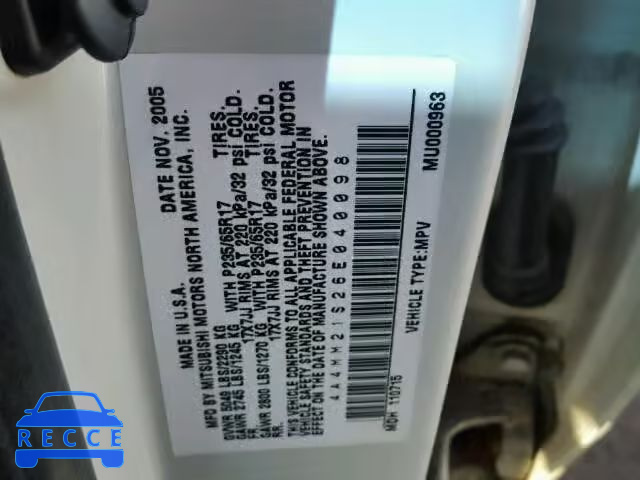 MADE IN U.S.A. DATE NOV. 2005
MFD BY MITSUBISHI MOTORS NORTH AMERICA, INC.
GVWR 5049 LBS/2290 KG
GAWR 2745 LBS/1245 KG WITH P235/65R17 TIRES,
FR. 17X7JJ RIMS AT 220 kPa/32 psi COLD.
GAWR 2800 LBS/1270 KG WITH P235/65R17 TIRES,
RR. 17X7JJ RIMS AT 220 kPa/32 psi COLD.
THIS VEHICLE CONFORMS TO ALL APPLICABLE FEDERAL MOTOR
VEHICLE SAFETY STANDARDS AND THEFT PREVENTION IN
EFFECT ON THE DATE OF MANUFACTURE SHOWN ABOVE.
4A4MM21S26E040098
VEHICLE TYPE:MPV
MDH 110715 MU000963
RECCE